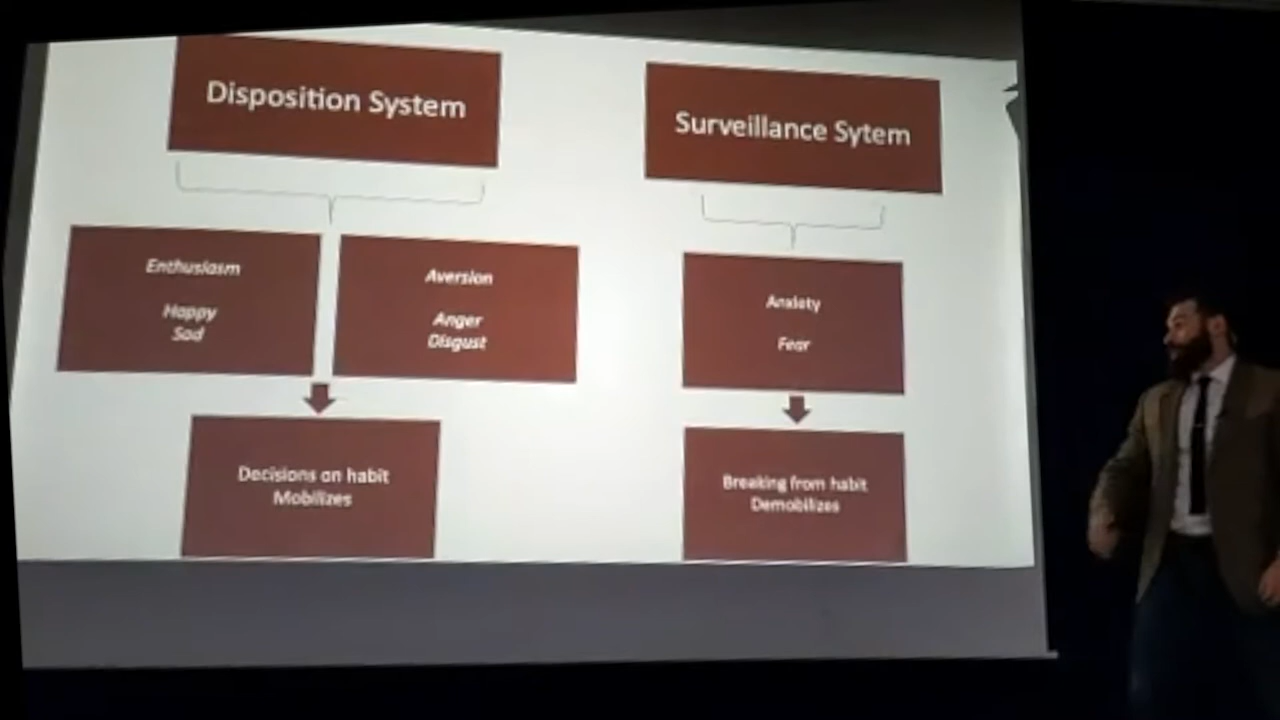 Disposition System
Surveillance Sytem
Enthusiasm
Happy
Sad
Aversion
Anger
Disgust
Anxiety
Fear
Decisions on habit
Mobilizes
Breaking from habit
Demobilizes